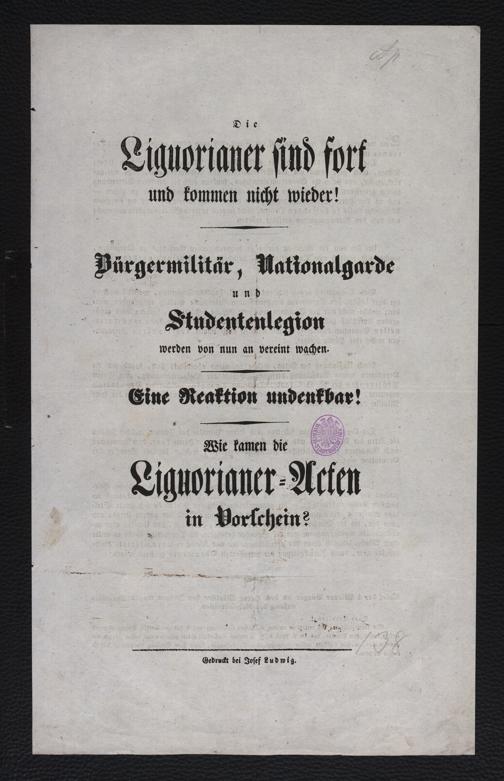 Die
Liguorianer sind fort
und kommen nicht wieder!
Bürgermilitär, Nationalgarde
und
Studentenlegion
werden von nun an vereint wachen.
Eine Reaktion undenkbar!
Wie kamen die
Liguorianer-Acten
in Vorschein?
138
Gedruckt bei Josef Ludwig.